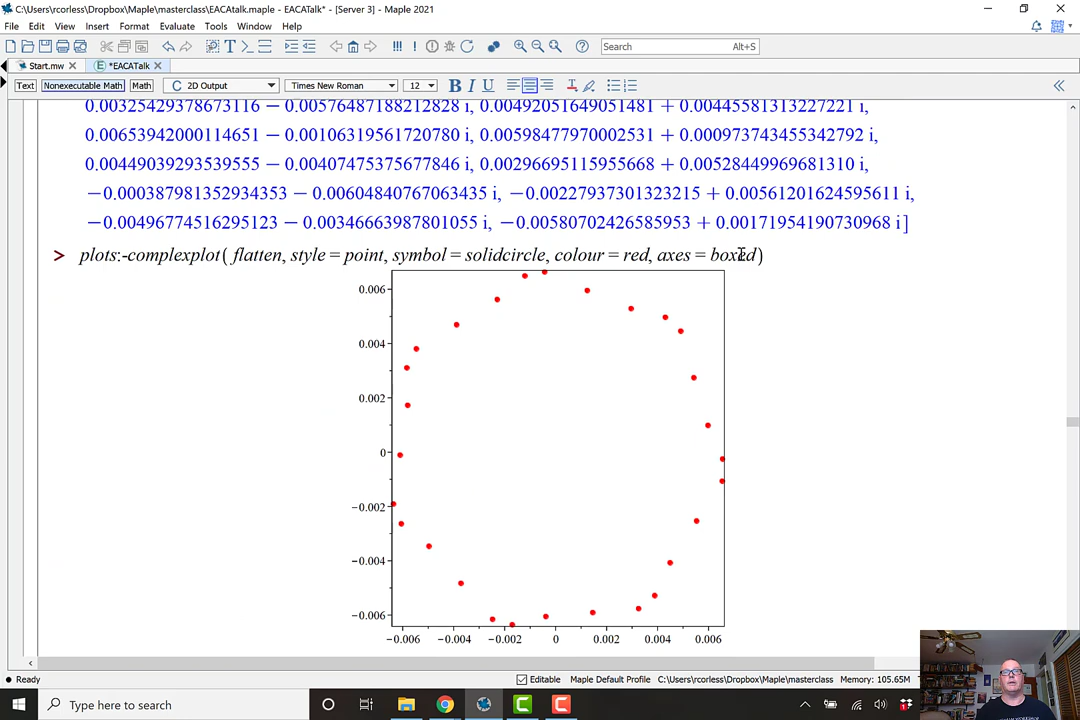 C:\Users\rcorless\Dropbox\Maple\masterclass\EACAtalk.maple - EACATalk* - [Server 3] - Maple 2021
File Edit View Insert Format Evaluate Tools Window Help
Search Alt+S
Start.mw *EACATalk
Text Nonexecutable Math Math C 2D Output Times New Roman 12 B I U
0.00325429378673116 − 0.00576487188212828 i, 0.00492051649051481 + 0.00445581313227221 i,
0.00653942000114651 − 0.00106319561720780 i, 0.00598477970002531 + 0.000973743455342792 i,
0.00449039293539555 − 0.00407475375677846 i, 0.00296695115955668 + 0.00528449969681310 i,
−0.000387981352934353 − 0.00604840767063435 i, −0.00227937301323215 + 0.00561201624595611 i,
−0.00496774516295123 − 0.00346663987801055 i, −0.00580702426585953 + 0.00171954190730968 i ]
> plots:-complexplot( flatten, style = point, symbol = solidcircle, colour = red, axes = boxed)
0.006
0.004
0.002
0
−0.002
−0.004
−0.006
−0.006 −0.004 −0.002 0 0.002 0.004 0.006
Ready Editable Maple Default Profile C:\Users\rcorless\Dropbox\Maple\masterclass Memory: 105.65M
Type here to search